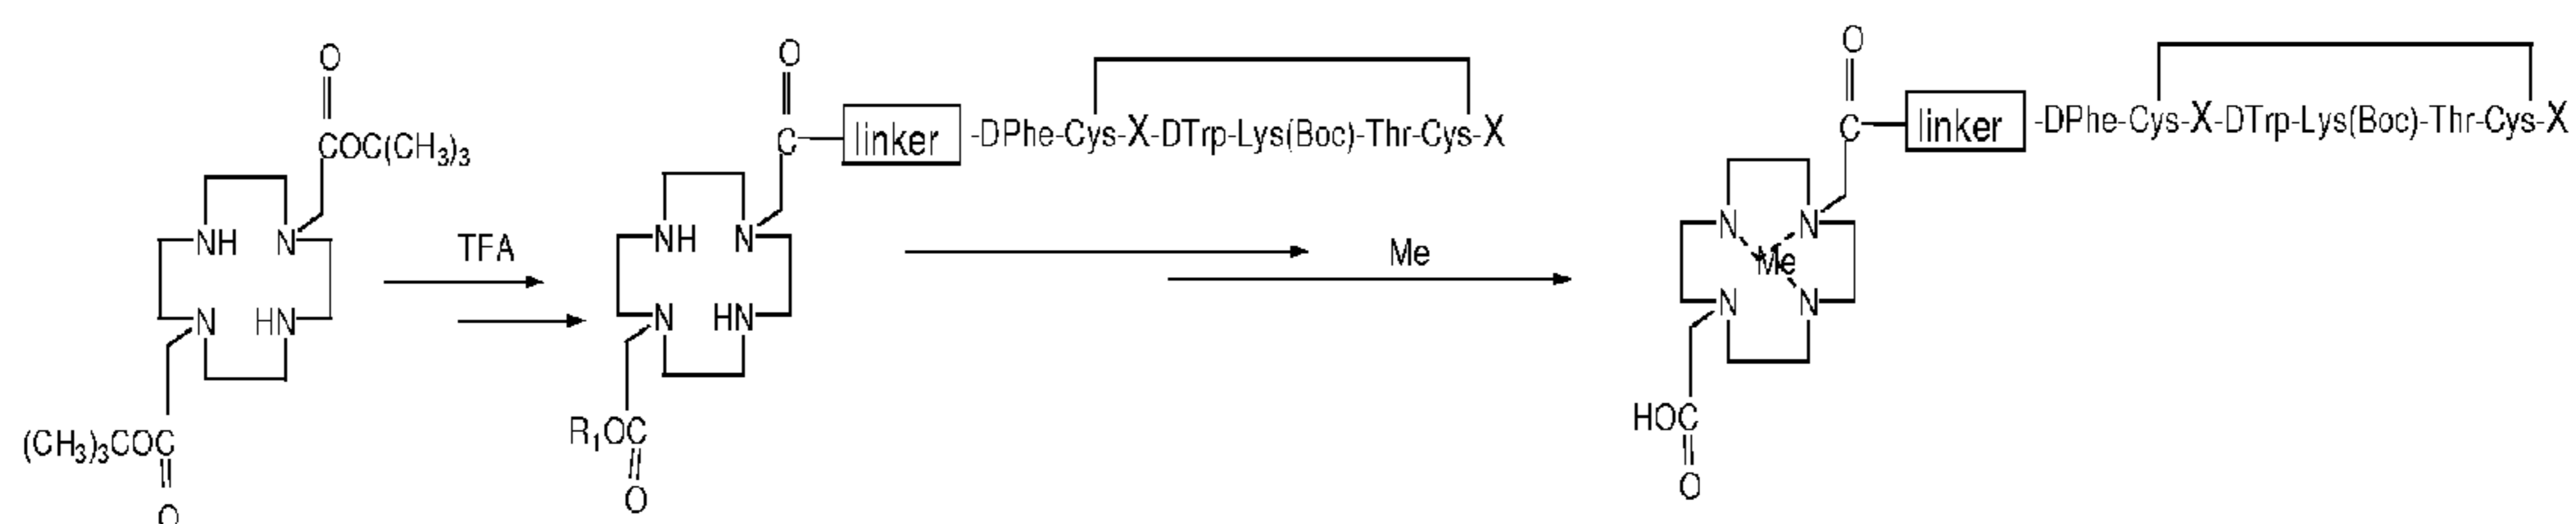 O
COC(CH₃)₃
NH N
N HN
(CH₃)₃COC
O
TFA
O
C linker -DPhe-Cys-X-DTrp-Lys(Boc)-Thr-Cys-X
NH N
N HN
R₁OC
O
Me
O
C linker -DPhe-Cys-X-DTrp-Lys(Boc)-Thr-Cys-X
N N
Me
N N
HOC
O